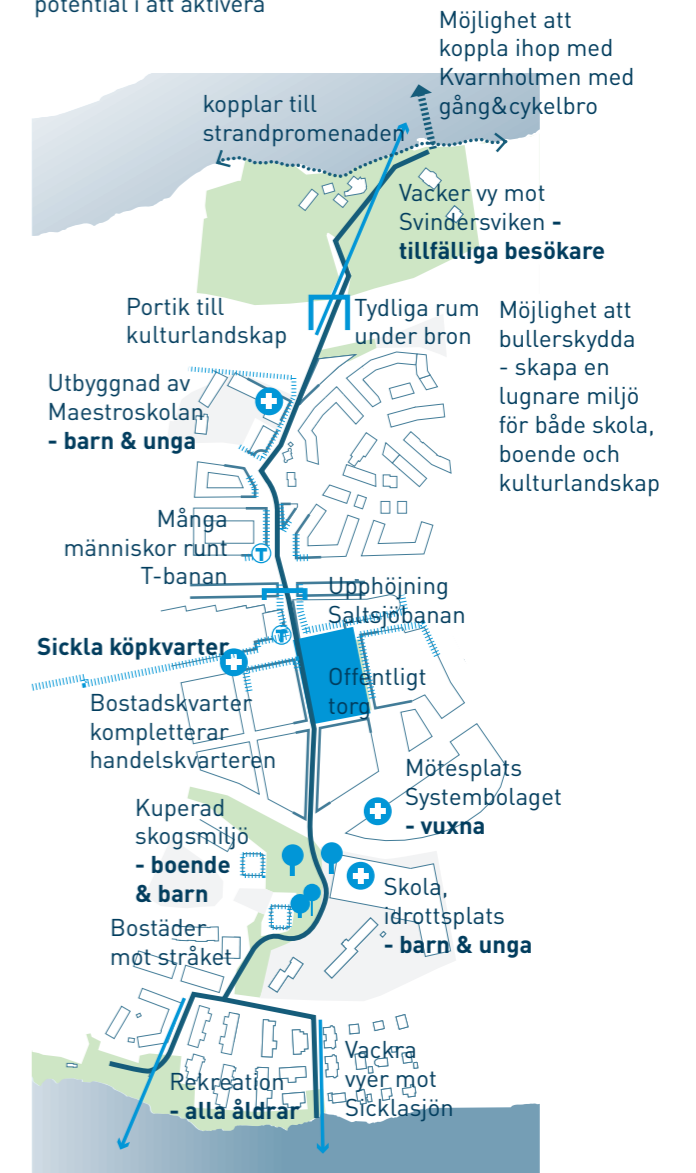 potential i att aktivera
Möjlighet att
koppla ihop med
Kvarnholmen med
gång&cykelbro
kopplar till
strandpromenaden
Vacker vy mot
Svindersviken -
tillfälliga besökare
Portik till
kulturlandskap
Tydliga rum
under bron
Möjlighet att
bullerskydda
- skapa en
lugnare miljö
för både skola,
boende och
kulturlandskap
Utbyggnad av
Maestroskolan
- barn & unga
Många
människor runt
T-banan
T
Upphöjning
Saltsjöbanan
T
Sickla köpkvarter
Offentligt
torg
Bostadskvarter
kompletterar
handelskvarteren
Mötesplats
Systembolaget
- vuxna
Kuperad
skogsmiljö
- boende
& barn
Skola,
idrottsplats
- barn & unga
Bostäder
mot stråket
Vackra
vyer mot
Sicklasjön
Rekreation
- alla åldrar